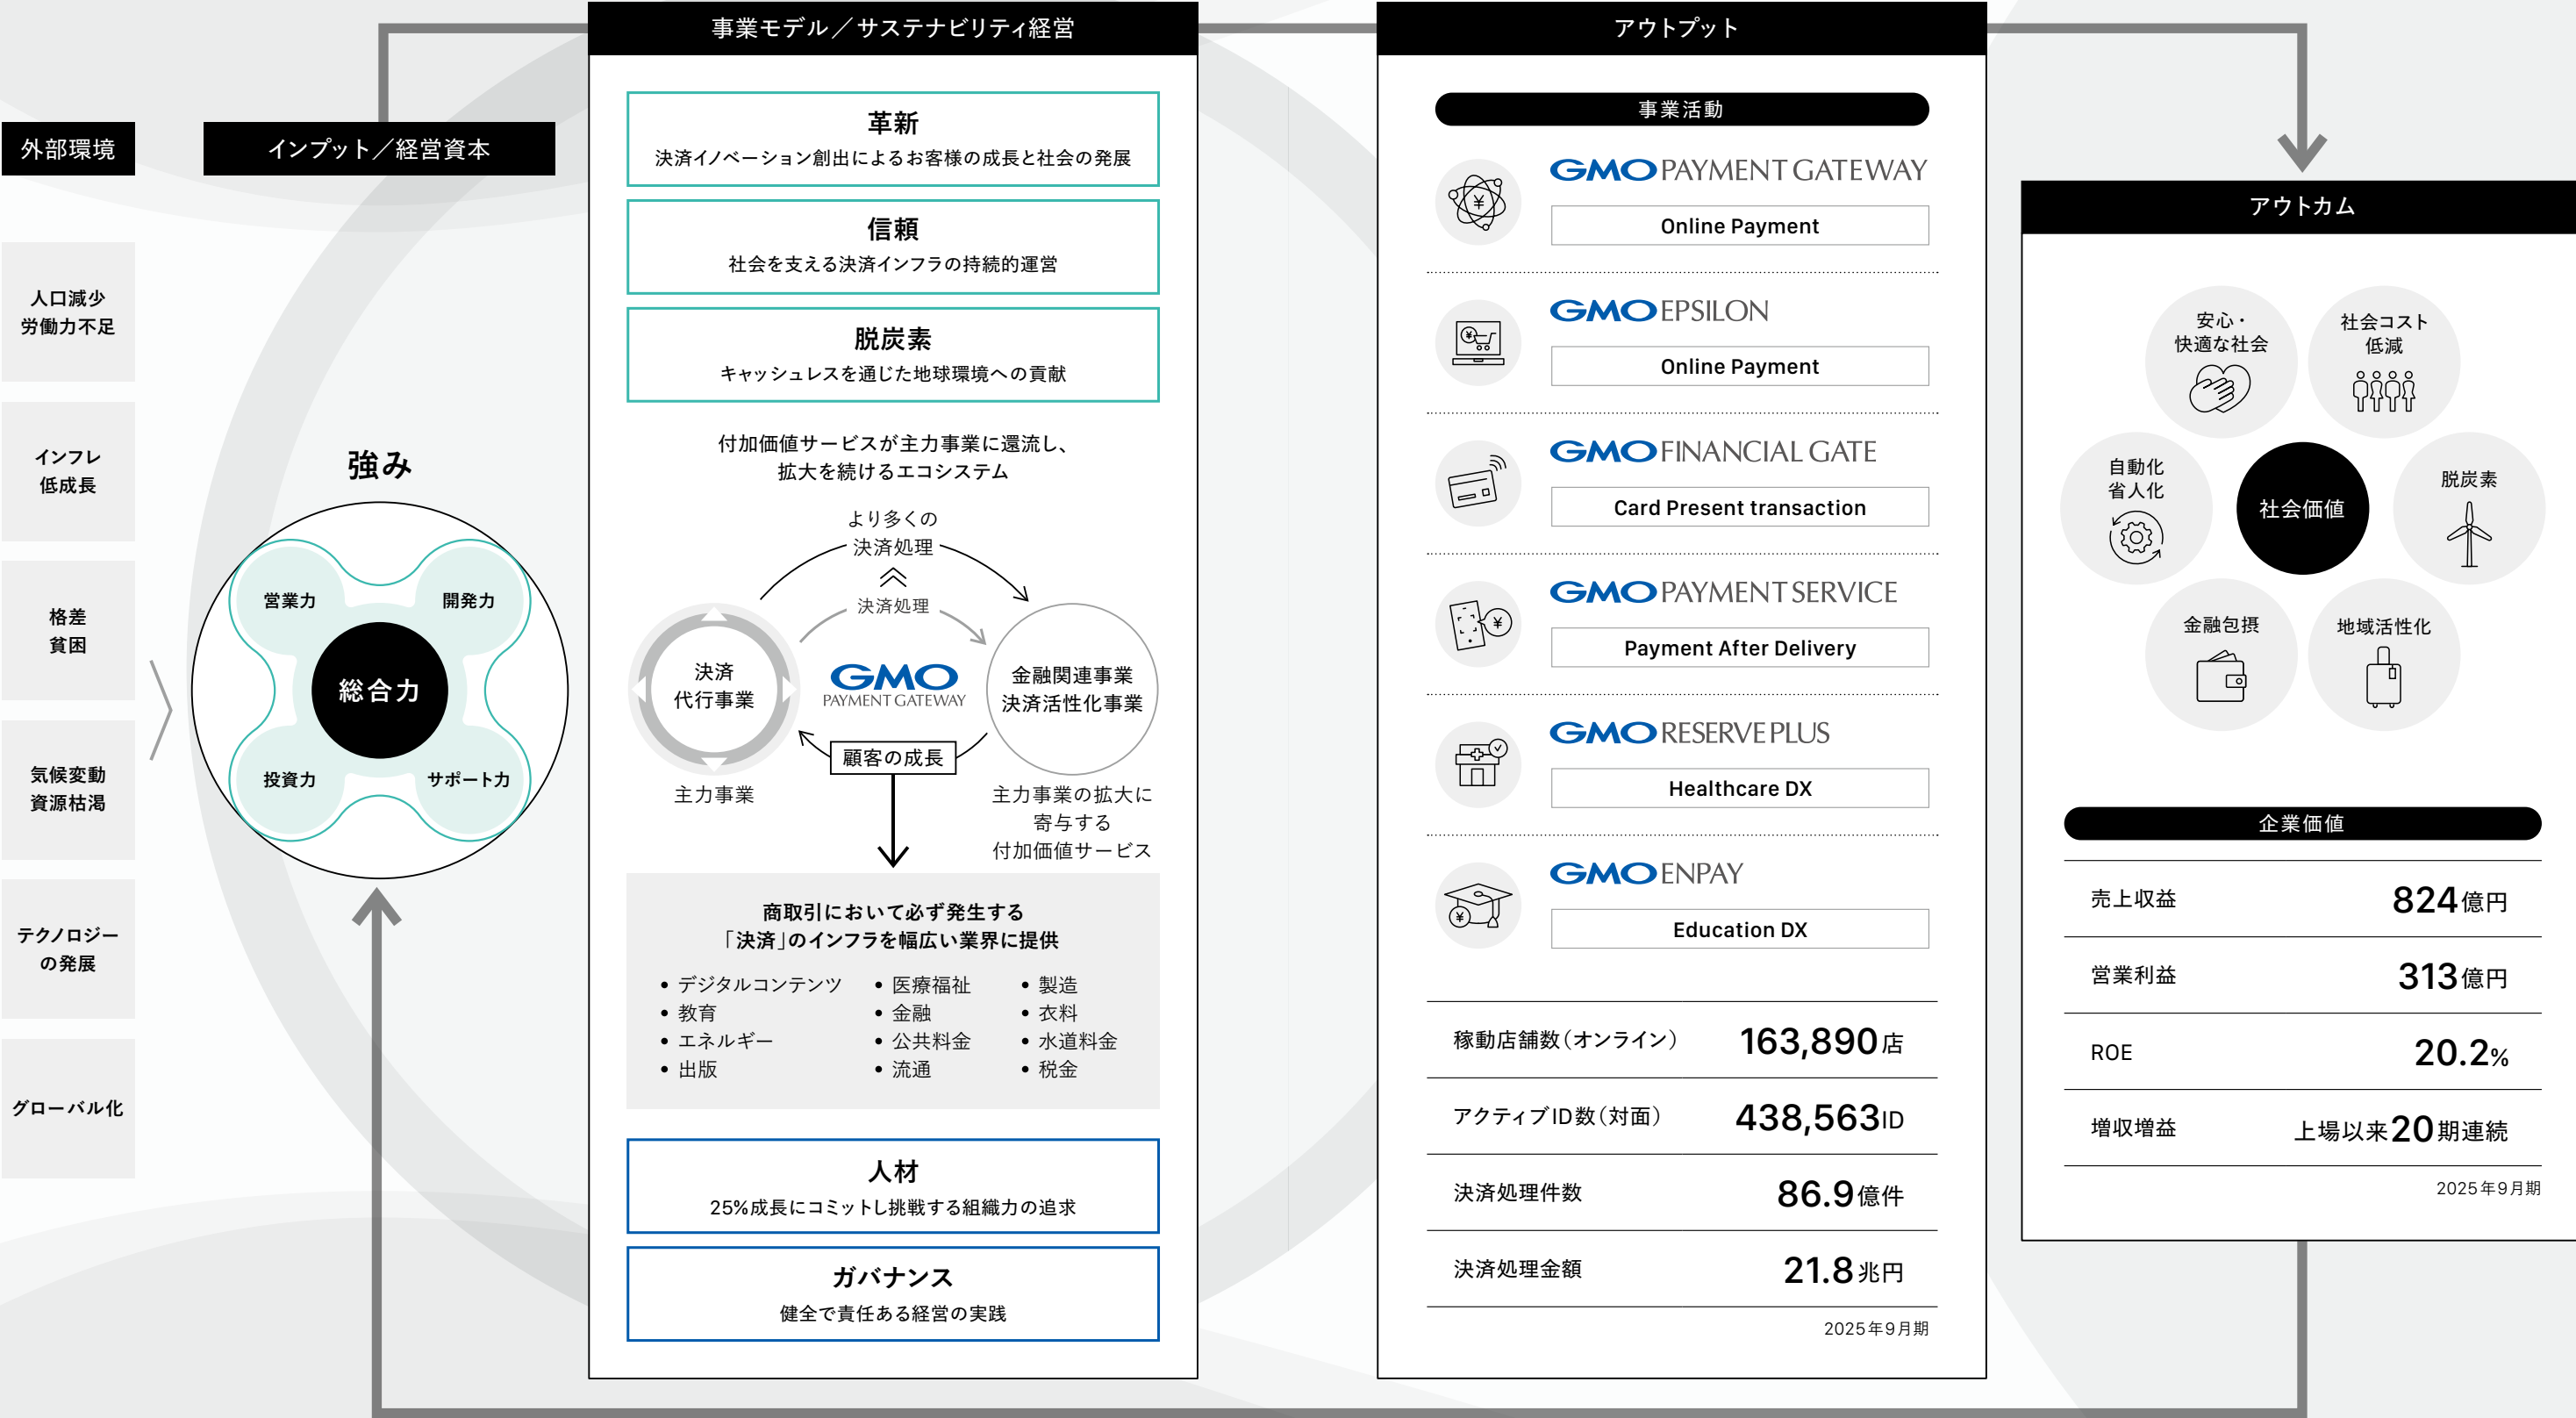 外部環境
人口減少
労働力不足
インフレ
低成長
格差
貧困
気候変動
資源枯渇
テクノロジー
の発展
グローバル化
インプット／経営資本
強み
営業力
開発力
総合力
投資力
サポート力
事業モデル／サステナビリティ経営
革新
決済イノベーション創出によるお客様の成長と社会の発展
信頼
社会を支える決済インフラの持続的運営
脱炭素
キャッシュレスを通じた地球環境への貢献
付加価値サービスが主力事業に還流し、
拡大を続けるエコシステム
より多くの
決済処理
決済処理
決済
代行事業
GMO
PAYMENT GATEWAY
金融関連事業
決済活性化事業
顧客の成長
主力事業
主力事業の拡大に
寄与する
付加価値サービス
商取引において必ず発生する
「決済」のインフラを幅広い業界に提供
• デジタルコンテンツ
• 教育
• エネルギー
• 出版
• 医療福祉
• 金融
• 公共料金
• 流通
• 製造
• 衣料
• 水道料金
• 税金
人材
25%成長にコミットし挑戦する組織力の追求
ガバナンス
健全で責任ある経営の実践
アウトプット
事業活動
GMO PAYMENT GATEWAY
Online Payment
GMO EPSILON
Online Payment
GMO FINANCIAL GATE
Card Present transaction
GMO PAYMENT SERVICE
Payment After Delivery
GMO RESERVE PLUS
Healthcare DX
GMO ENPAY
Education DX
稼動店舗数（オンライン） 163,890店
アクティブID数（対面） 438,563ID
決済処理件数 86.9億件
決済処理金額 21.8兆円
2025年9月期
アウトカム
安心・
快適な社会
社会コスト
低減
自動化
省人化
社会価値
脱炭素
金融包摂
地域活性化
企業価値
売上収益 824億円
営業利益 313億円
ROE 20.2%
増収増益 上場以来20期連続
2025年9月期